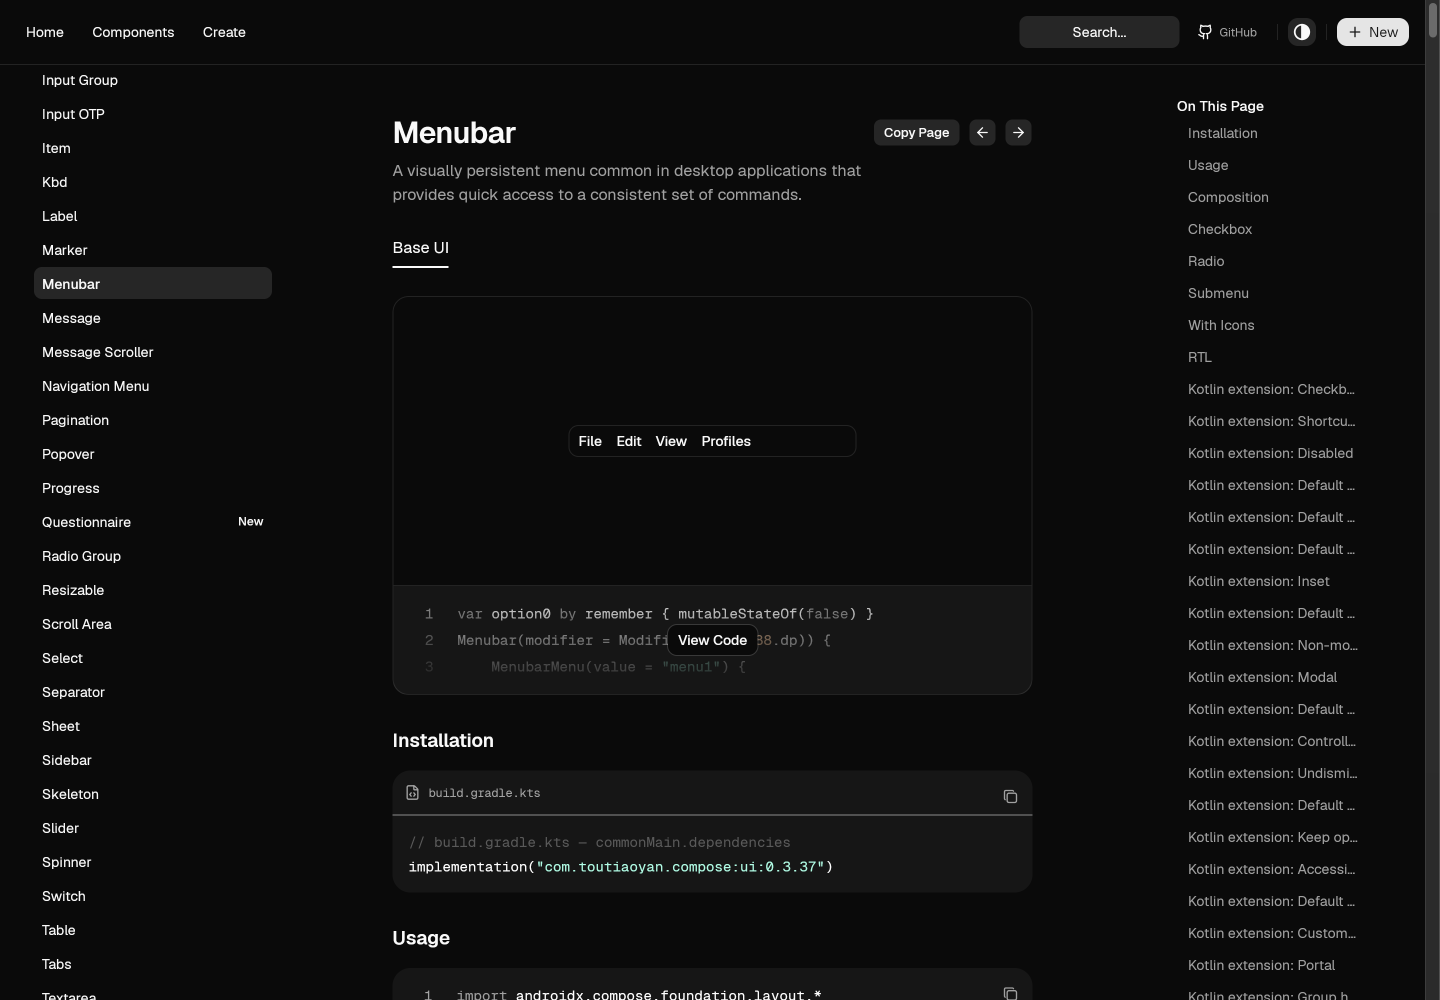 Home
Components
Create
Search...
GitHub
New
Input Group
Input OTP
Item
Kbd
Label
Marker
Menubar
Message
Message Scroller
Navigation Menu
Pagination
Popover
Progress
Questionnaire
New
Radio Group
Resizable
Scroll Area
Select
Separator
Sheet
Sidebar
Skeleton
Slider
Spinner
Switch
Table
Tabs
Textarea
Menubar
Copy Page
A visually persistent menu common in desktop applications that
provides quick access to a consistent set of commands.
Base UI
File Edit View Profiles
1 var option0 by remember { mutableStateOf(false) }
2 Menubar(modifier = Modifi 88.dp)) {
View Code
3 MenubarMenu(value = "menu1") {
Installation
build.gradle.kts
// build.gradle.kts — commonMain.dependencies
implementation("com.toutiaoyan.compose:ui:0.3.37")
Usage
1 import androidx.compose.foundation.layout.*
On This Page
Installation
Usage
Composition
Checkbox
Radio
Submenu
With Icons
RTL
Kotlin extension: Checkb...
Kotlin extension: Shortcu...
Kotlin extension: Disabled
Kotlin extension: Default ...
Kotlin extension: Default ...
Kotlin extension: Default ...
Kotlin extension: Inset
Kotlin extension: Default ...
Kotlin extension: Non-mo...
Kotlin extension: Modal
Kotlin extension: Default ...
Kotlin extension: Controll...
Kotlin extension: Undismi...
Kotlin extension: Default ...
Kotlin extension: Keep op...
Kotlin extension: Accessi...
Kotlin extension: Default ...
Kotlin extension: Custom...
Kotlin extension: Portal
Kotlin extension: Group h...